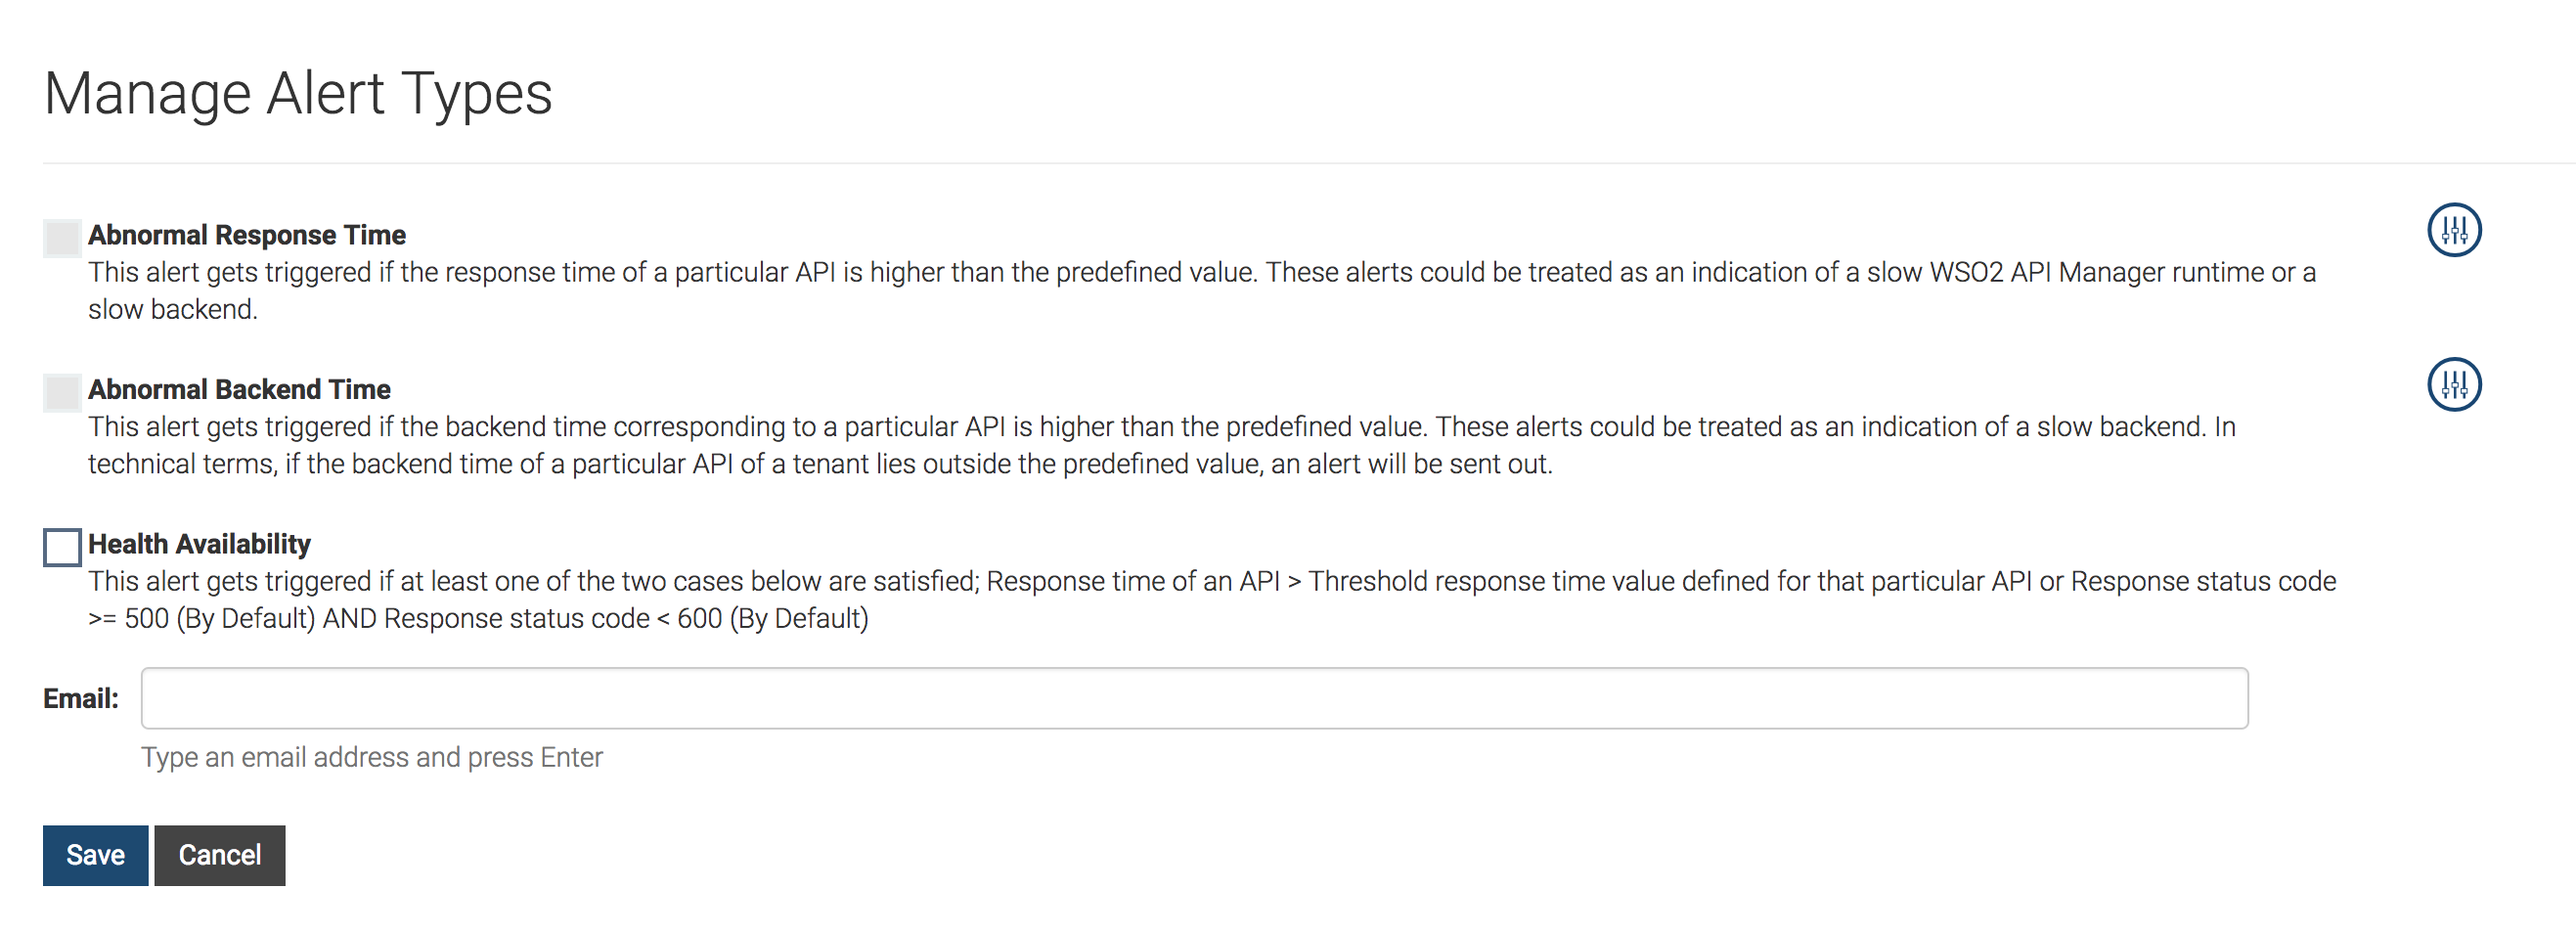 Manage Alert Types
Abnormal Response Time
This alert gets triggered if the response time of a particular API is higher than the predefined value. These alerts could be treated as an indication of a slow WSO2 API Manager runtime or a
slow backend.
Abnormal Backend Time
This alert gets triggered if the backend time corresponding to a particular API is higher than the predefined value. These alerts could be treated as an indication of a slow backend. In
technical terms, if the backend time of a particular API of a tenant lies outside the predefined value, an alert will be sent out.
Health Availability
This alert gets triggered if at least one of the two cases below are satisfied; Response time of an API > Threshold response time value defined for that particular API or Response status code
>= 500 (By Default) AND Response status code < 600 (By Default)
Email:
Type an email address and press Enter
Save Cancel